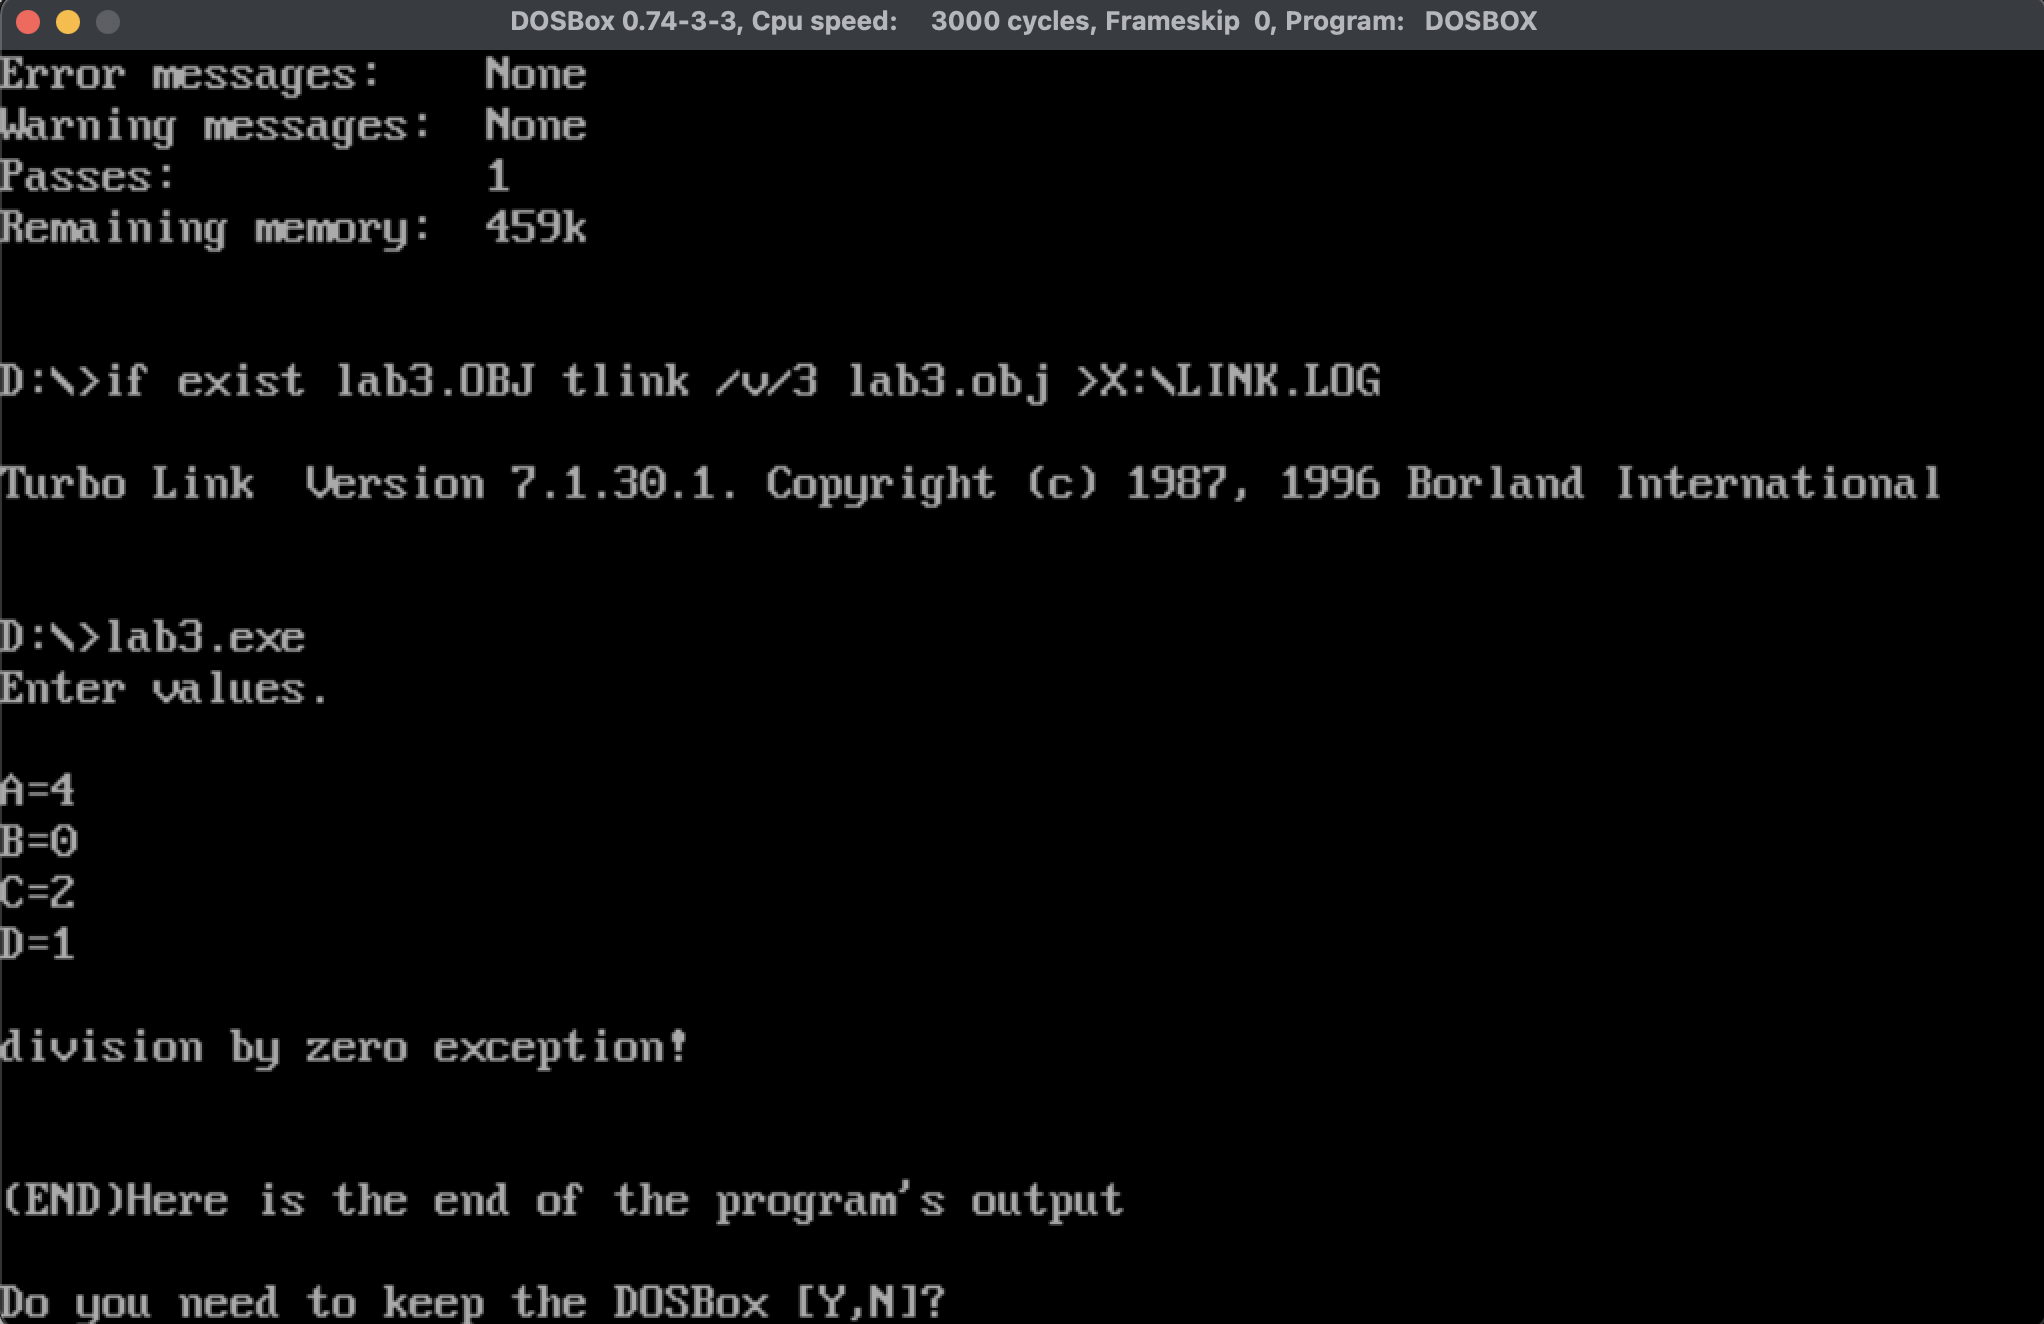 DOSBox 0.74-3-3, Cpu speed: 3000 cycles, Frameskip 0, Program: DOSBOX
Error messages: None
Warning messages: None
Passes: 1
Remaining memory: 459k
D:\>if exist lab3.OBJ tlink /v/3 lab3.obj >X:\LINK.LOG
Turbo Link Version 7.1.30.1. Copyright (c) 1987, 1996 Borland International
D:\>lab3.exe
Enter values.
A=4
B=0
C=2
D=1
division by zero exception!
(END)Here is the end of the program's output
Do you need to keep the DOSBox [Y,N]?